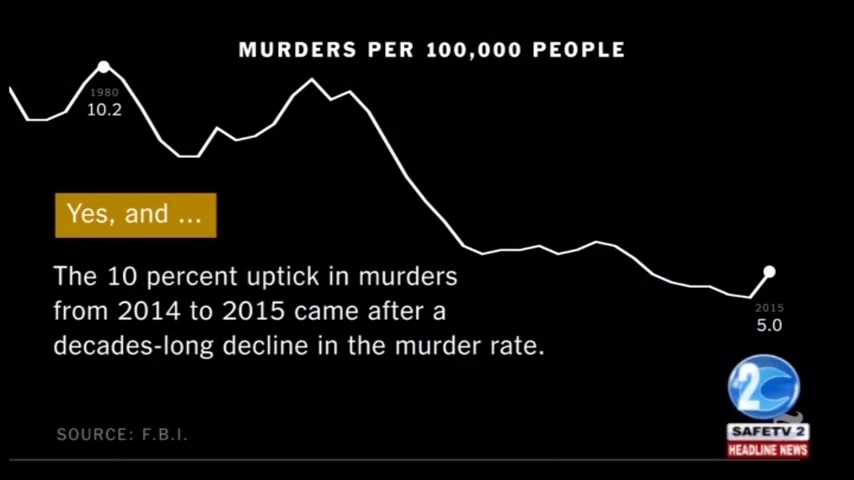 MURDERS PER 100,000 PEOPLE
1980
10.2
Yes, and ...
The 10 percent uptick in murders
from 2014 to 2015 came after a
decades-long decline in the murder rate.
2015
5.0
SOURCE: F.B.I.
2
SAFETV 2
HEADLINE NEWS